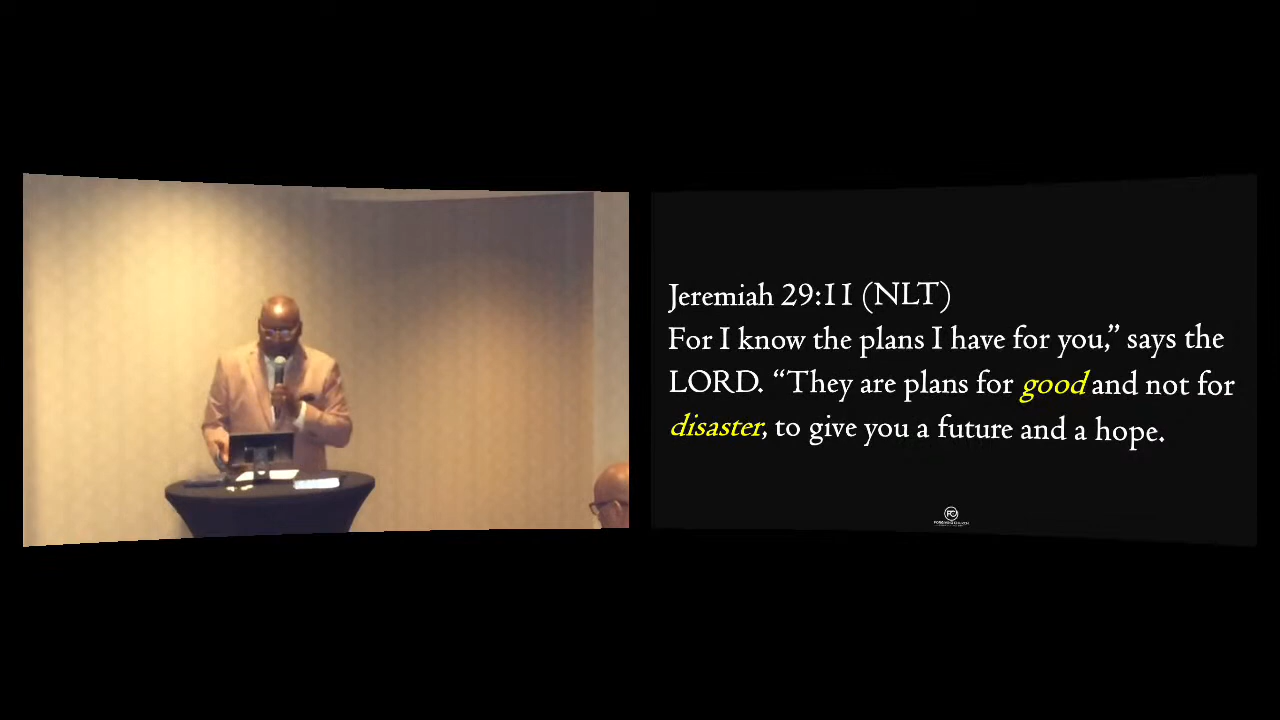 Jeremiah 29:11 (NLT)
For I know the plans I have for you,” says the
LORD. “They are plans for good and not for
disaster, to give you a future and a hope.
FC